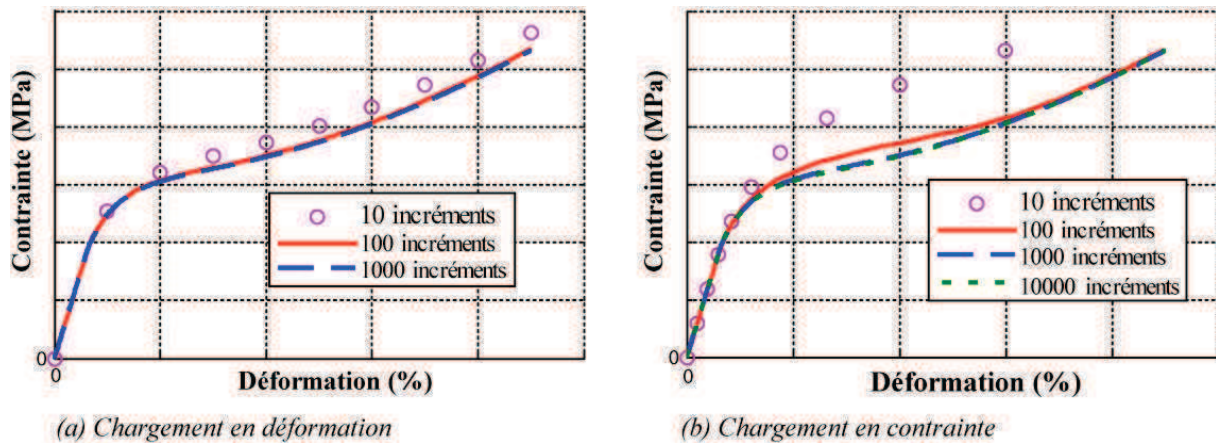 Contrainte (MPa)
10 incréments
100 incréments
1000 incréments
0
0
Déformation (%)
(a) Chargement en déformation
Contrainte (MPa)
10 incréments
100 incréments
1000 incréments
10000 incréments
0
0
Déformation (%)
(b) Chargement en contrainte